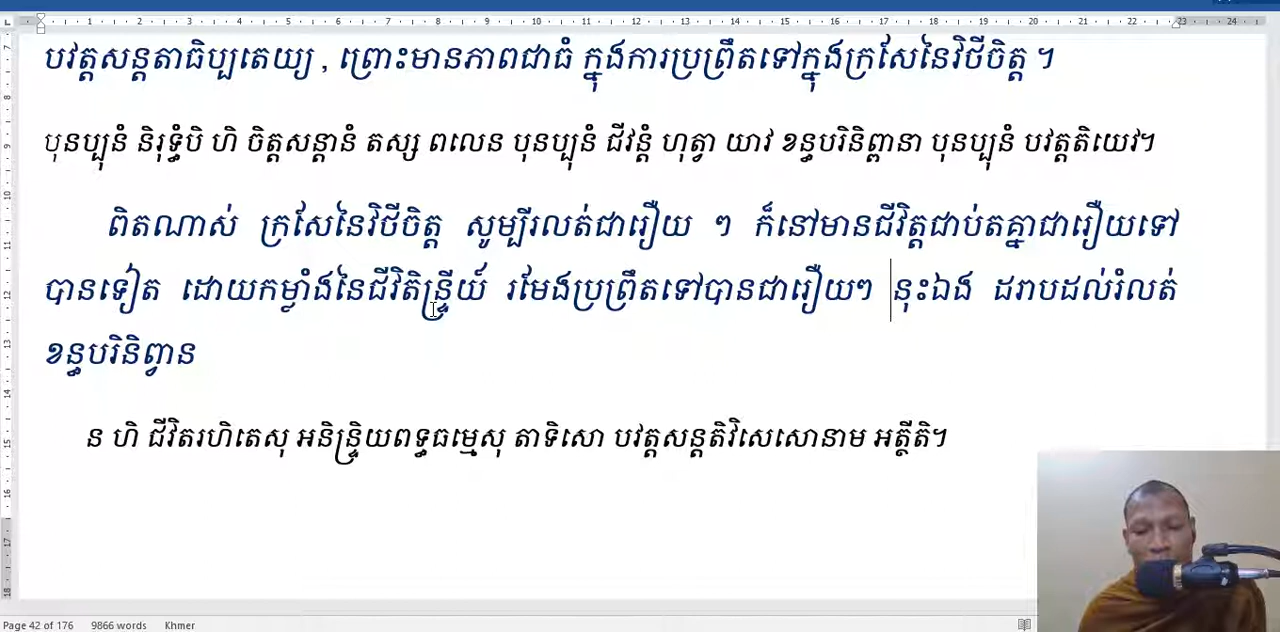 បវត្តសន្តតាធិប្បតេយ្យ , ព្រោះមានភាពជាធំ ក្នុងការប្រព្រឹតទៅក្នុងក្រសែនៃវិថីចិត្ត ។
បុនប្បុនំ និរុទ្ធំបិ ហិ ចិត្តសន្តានំ តស្ស ពលេន បុនប្បុនំ ជីវន្តំ ហុត្វា យាវ ខន្ធបរិនិព្ពានា បុនប្បុនំ បវត្តតិយេវ។
ពិតណាស់ ក្រសែនៃវិថីចិត្ត សូម្បីរលត់ជារឿយ ៗ ក៏នៅមានជីវិត្តជាប់តគ្នាជារឿយទៅ
បានទៀត ដោយកម្លាំងនៃជីវិតិន្ទ្រីយ៍ រមែងប្រព្រឹតទៅបានជារឿយៗ នុះឯង ដរាបដល់រំលត់
ខន្ធបរិនិព្វាន
ន ហិ ជីវិតរហិតេសុ អនិន្ទ្រិយពទ្ធធម្មេសុ តាទិសោ បវត្តសន្តតិវិសេសោនាម អត្ថីតិ។
Page 42 of 176 9866 words Khmer